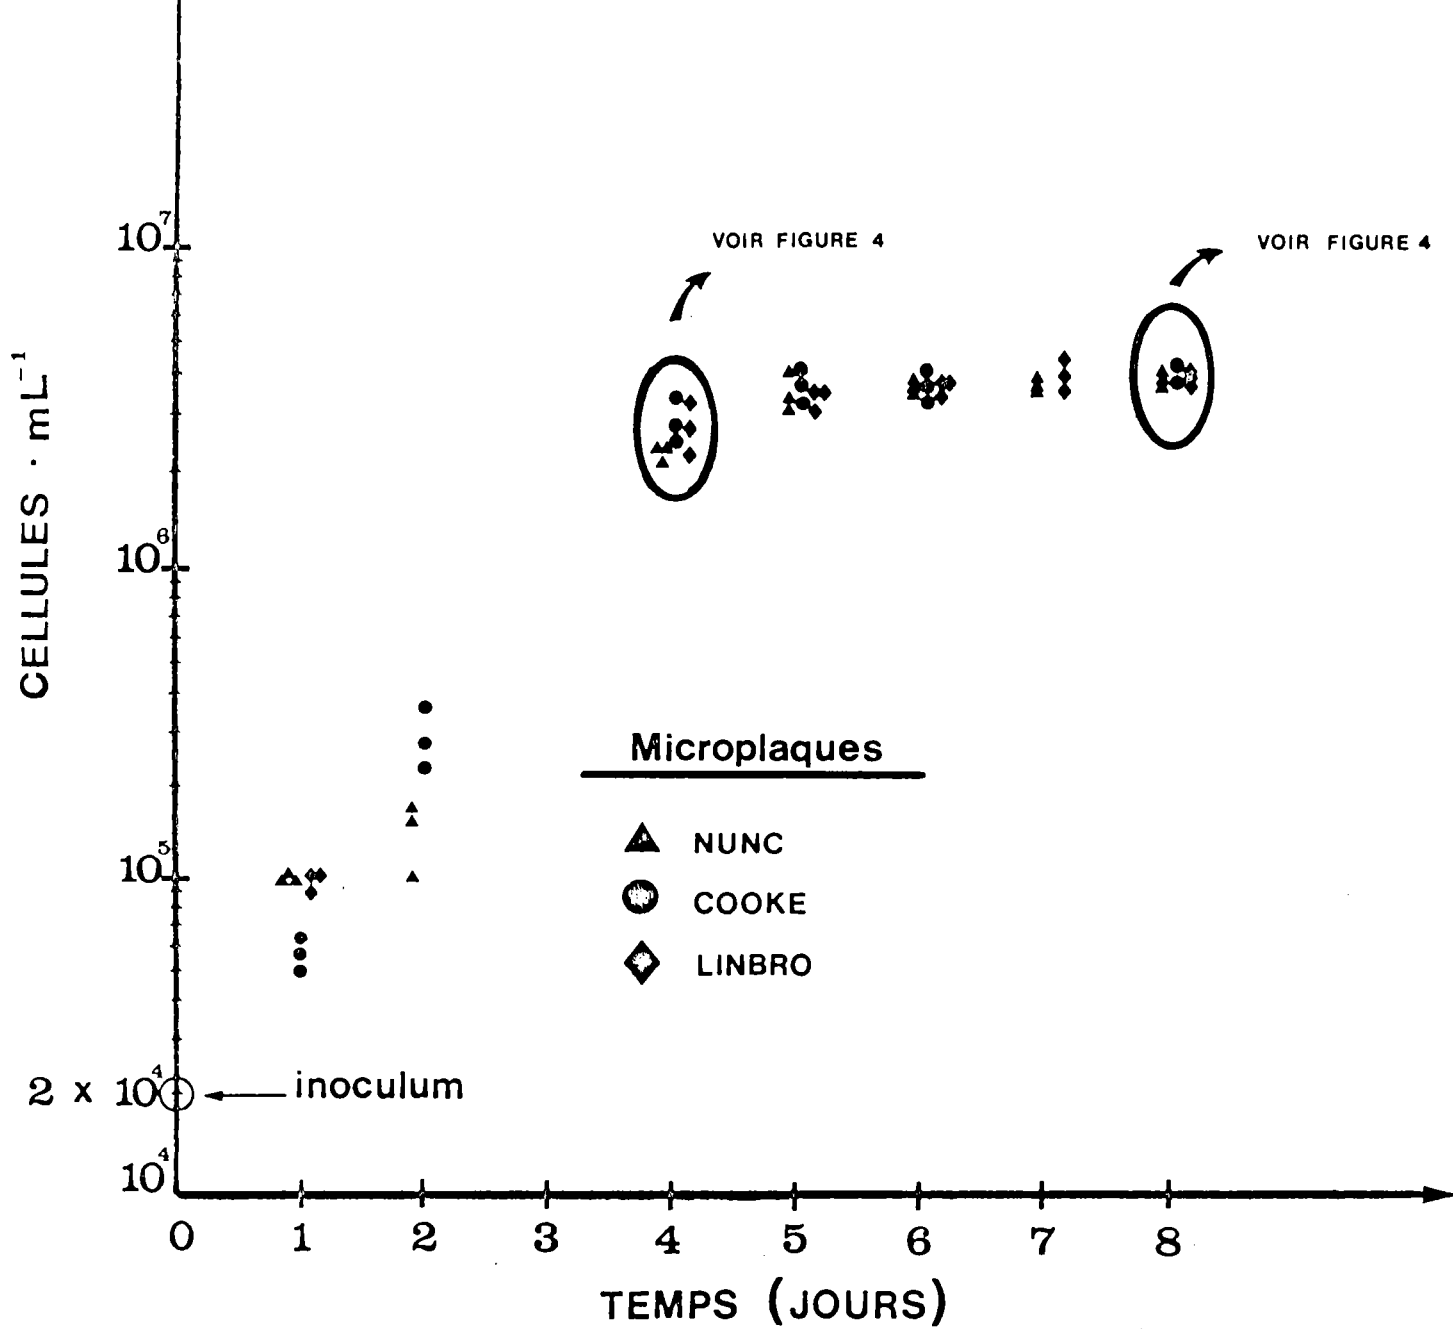 10⁷
VOIR FIGURE 4
VOIR FIGURE 4
CELLULES · mL⁻¹
10⁶
Microplaques
NUNC
10⁵
COOKE
LINBRO
2 x 10⁴
inoculum
10⁴
0 1 2 3 4 5 6 7 8
TEMPS (JOURS)